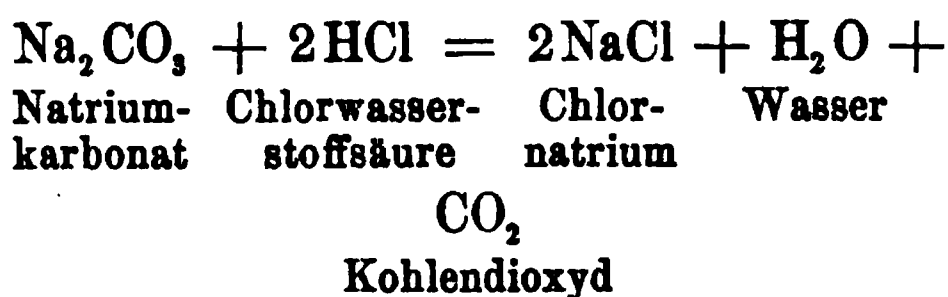 Na₂CO₃ + 2HCl = 2NaCl + H₂O +
Natrium- Chlorwasser- Chlor- Wasser
karbonat stoffsäure natrium
CO₂
Kohlendioxyd